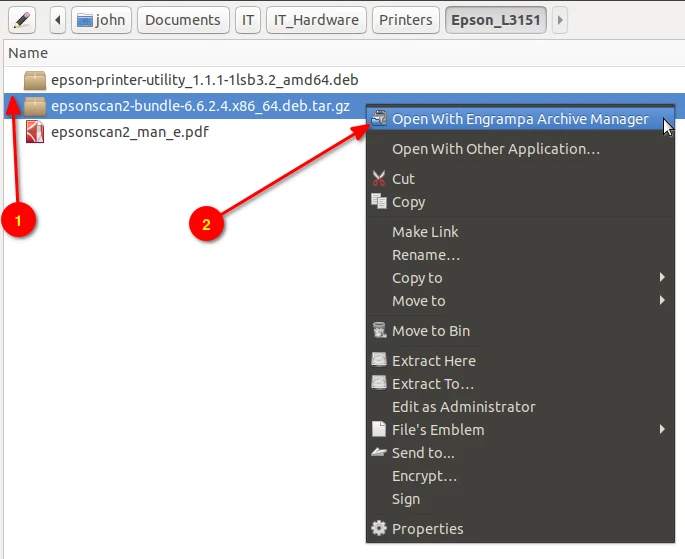 john Documents IT IT_Hardware Printers Epson_L3151
Name
epson-printer-utility_1.1.1-1lsb3.2_amd64.deb
epsonscan2-bundle-6.6.2.4.x86_64.deb.tar.gz
epsonscan2_man_e.pdf
1
2
Open With Engrampa Archive Manager
Open With Other Application...
Cut
Copy
Make Link
Rename...
Copy to
Move to
Move to Bin
Extract Here
Extract To...
Edit as Administrator
File's Emblem
Send to...
Encrypt...
Sign
Properties